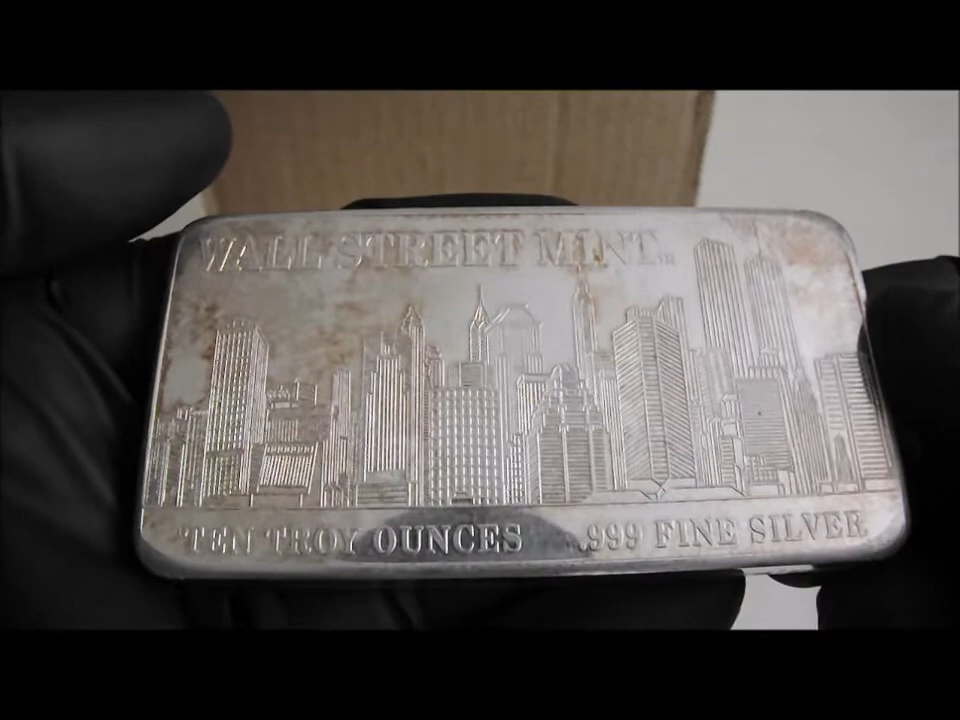 WALL STREET MINT
TEN TROY OUNCES .999 FINE SILVER